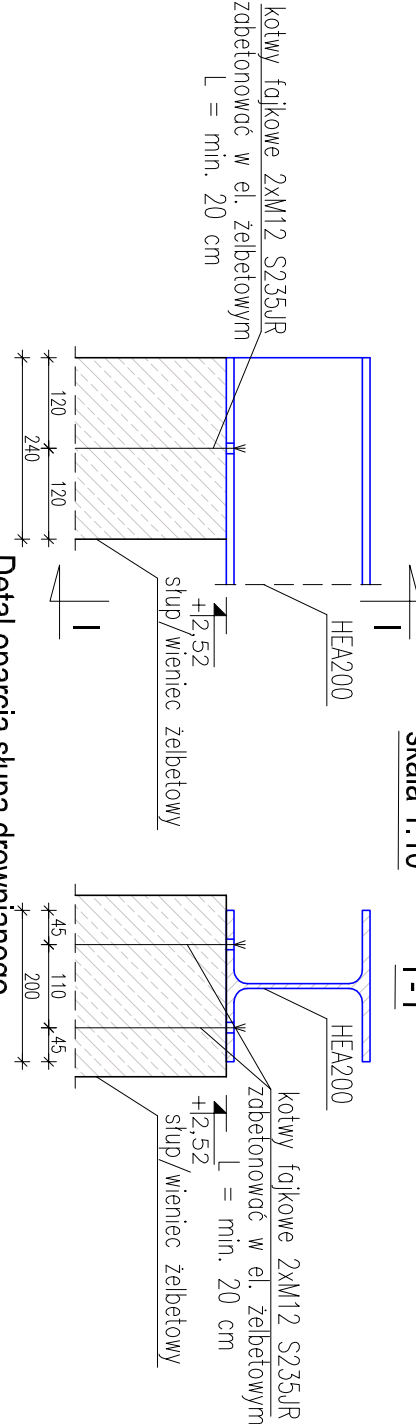 skala 1:10
I - I
kotwy fajkowe 2xM12 S235JR
zabetonować w el. żelbetowym
L = min. 20 cm
HEA200
I
I
+2,52
słup/wieniec żelbetowy
120
120
240
HEA200
kotwy fajkowe 2xM12 S235JR
zabetonować w el. żelbetowym
L = min. 20 cm
+2,52
słup/wieniec żelbetowy
45
110
45
200
Detal oparcia słupa drewnianego